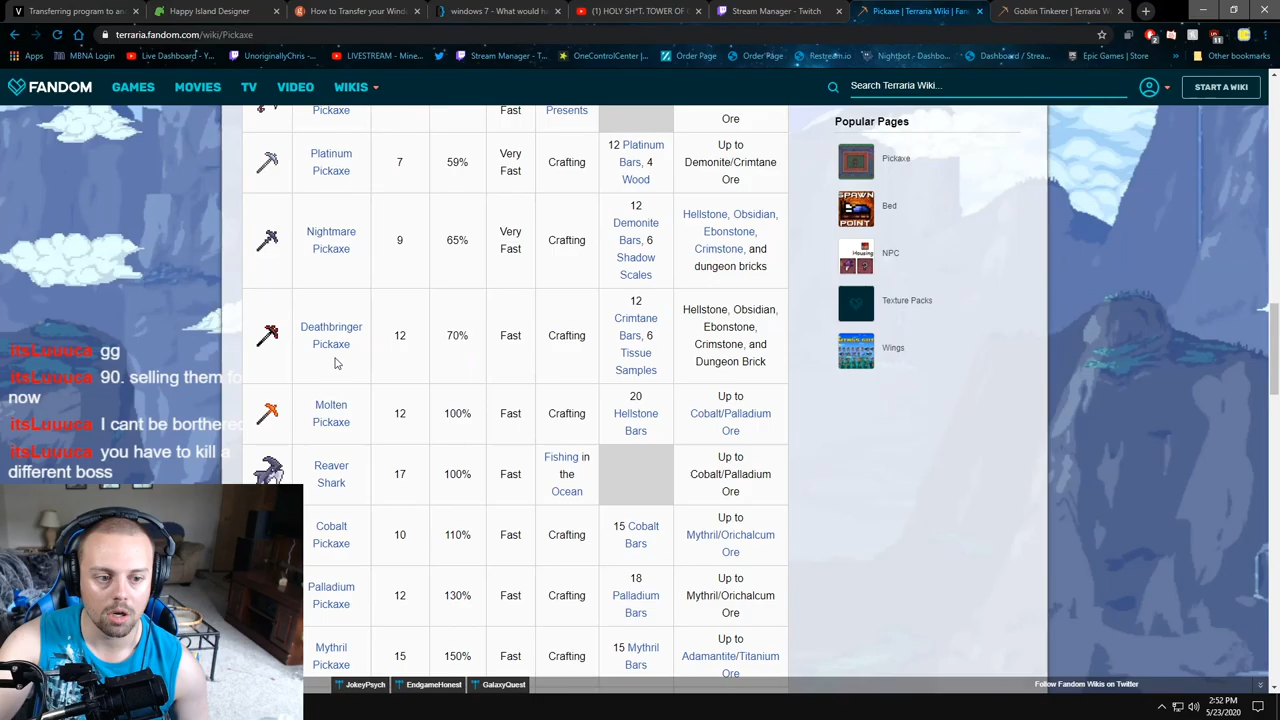 Transferring program to an
Happy Island Designer
How to Transfer your Wind
windows 7 - What would ha
(1) HOLY SH*T. TOWER OF
Stream Manager - Twitch
Pickaxe - Terraria Wiki | Fan
Goblin Tinkerer | Terraria W
terraria.fandom.com/wiki/Pickaxe
Apps
MBNA Login
Live Dashboard - Y...
UnoriginallyChris -...
LIVESTREAM - Mine...
Stream Manager - T...
OneControlCenter |...
Order Page
Order Page
Restream.io
Nightbot - Dashbo...
Dashboard / Strea...
Epic Games | Store
Other bookmarks
FANDOM
GAMES
MOVIES
TV
VIDEO
WIKIS
Search Terraria Wiki...
START A WIKI
Pickaxe
Fast
Presents
Ore
Platinum
Pickaxe
7
59%
Very
Fast
Crafting
12 Platinum
Bars, 4
Wood
Up to
Demonite/Crimtane
Ore
Nightmare
Pickaxe
9
65%
Very
Fast
Crafting
12
Demonite
Bars, 6
Shadow
Scales
Hellstone, Obsidian,
Ebonstone,
Crimstone, and
dungeon bricks
Deathbringer
Pickaxe
12
70%
Fast
Crafting
12
Crimtane
Bars, 6
Tissue
Samples
Hellstone, Obsidian,
Ebonstone,
Crimstone, and
Dungeon Brick
Molten
Pickaxe
12
100%
Fast
Crafting
20
Hellstone
Bars
Up to
Cobalt/Palladium
Ore
Reaver
Shark
17
100%
Fast
Fishing in
the
Ocean
Up to
Cobalt/Palladium
Ore
Cobalt
Pickaxe
10
110%
Fast
Crafting
15 Cobalt
Bars
Up to
Mythril/Orichalcum
Ore
Palladium
Pickaxe
12
130%
Fast
Crafting
18
Palladium
Bars
Up to
Mythril/Orichalcum
Ore
Mythril
Pickaxe
15
150%
Fast
Crafting
15 Mythril
Bars
Up to
Adamantite/Titanium
Ore
Popular Pages
Pickaxe
SPAWN
POINT
Bed
Housing
NPC
Texture Packs
Wings
itsLuuuca gg
itsLuuuca 90. selling them for
now
itsLuuuca I cant be borthered
itsLuuuca you have to kill a
different boss
JokeyPsych
EndgameHonest
GalaxyQuest
Follow Fandom Wikis on Twitter
2:52 PM
5/23/2020